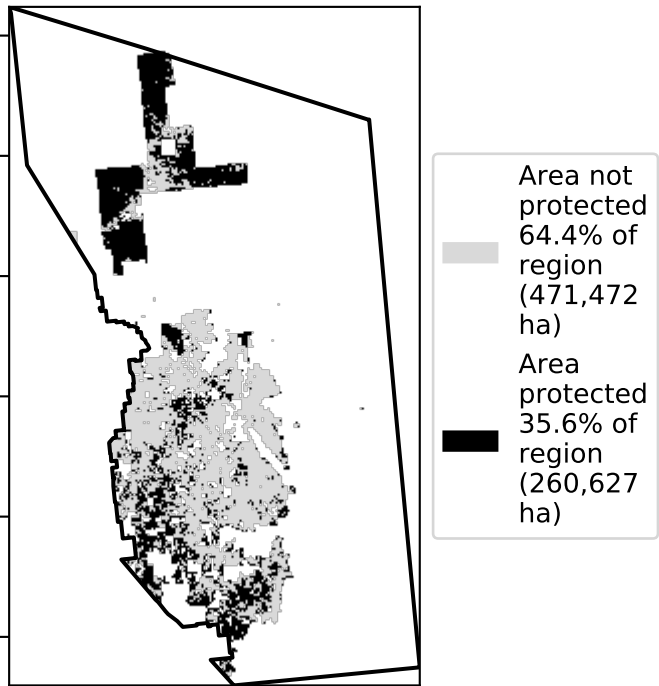 Area not
protected
64.4% of
region
(471,472
ha)
Area
protected
35.6% of
region
(260,627
ha)